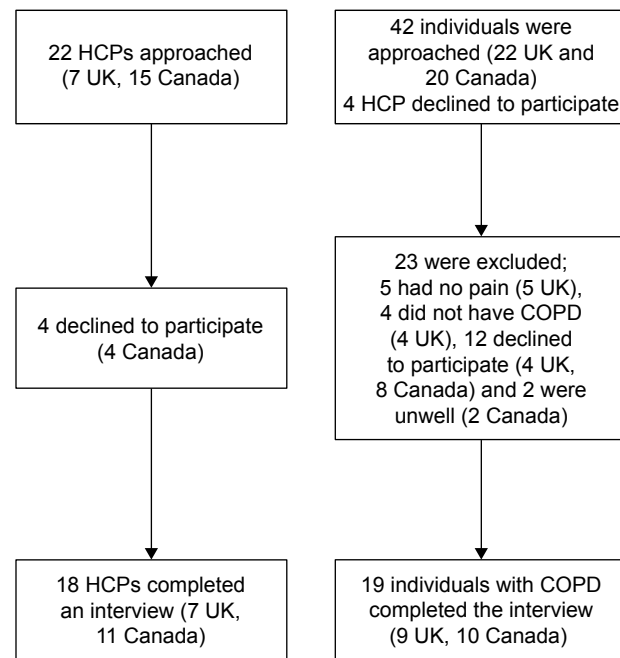 22 HCPs approached
(7 UK, 15 Canada)
4 declined to participate
(4 Canada)
18 HCPs completed
an interview (7 UK,
11 Canada)
42 individuals were
approached (22 UK and
20 Canada)
4 HCP declined to participate
23 were excluded;
5 had no pain (5 UK),
4 did not have COPD
(4 UK), 12 declined
to participate (4 UK,
8 Canada) and 2 were
unwell (2 Canada)
19 individuals with COPD
completed the interview
(9 UK, 10 Canada)